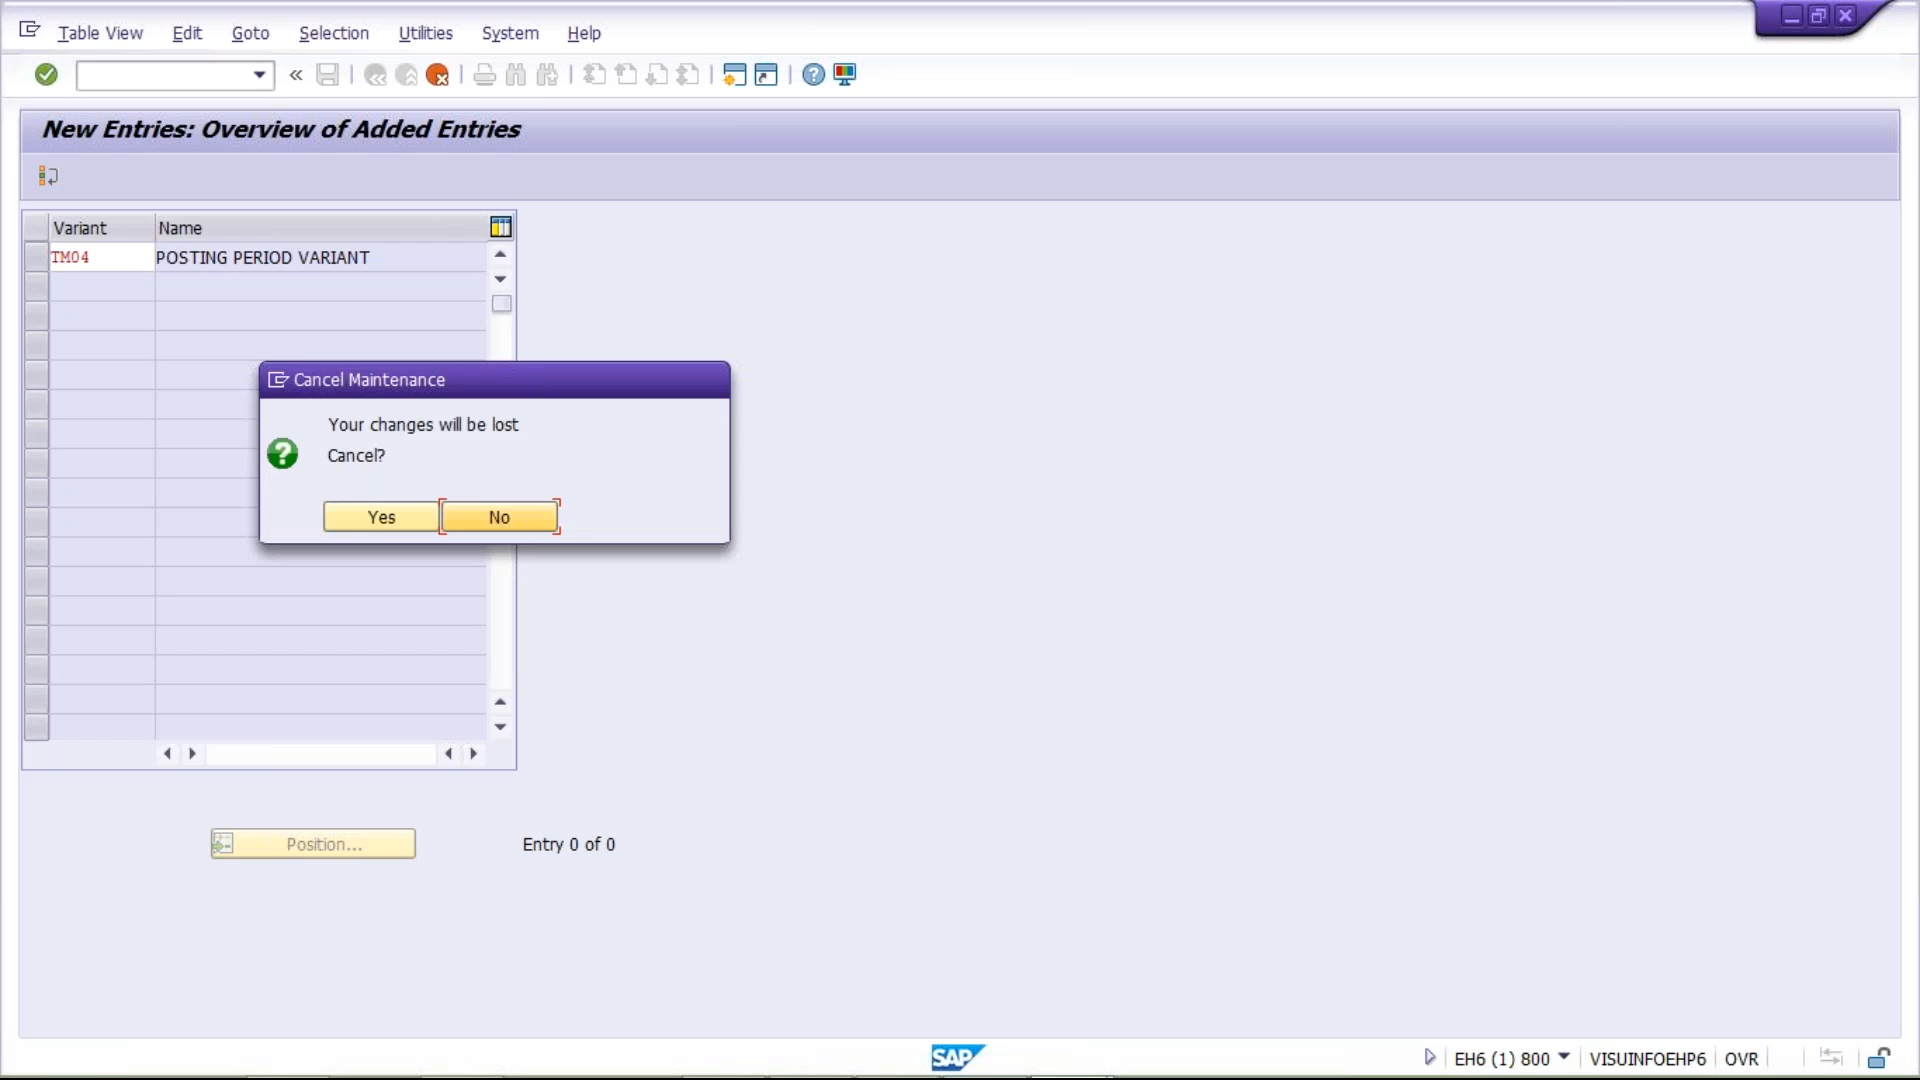 Table View Edit Goto Selection Utilities System Help
New Entries: Overview of Added Entries
Variant Name
TM04 POSTING PERIOD VARIANT
Cancel Maintenance
Your changes will be lost
Cancel?
Yes No
Position... Entry 0 of 0
SAP EH6 (1) 800 VISUINFOEHP6 OVR